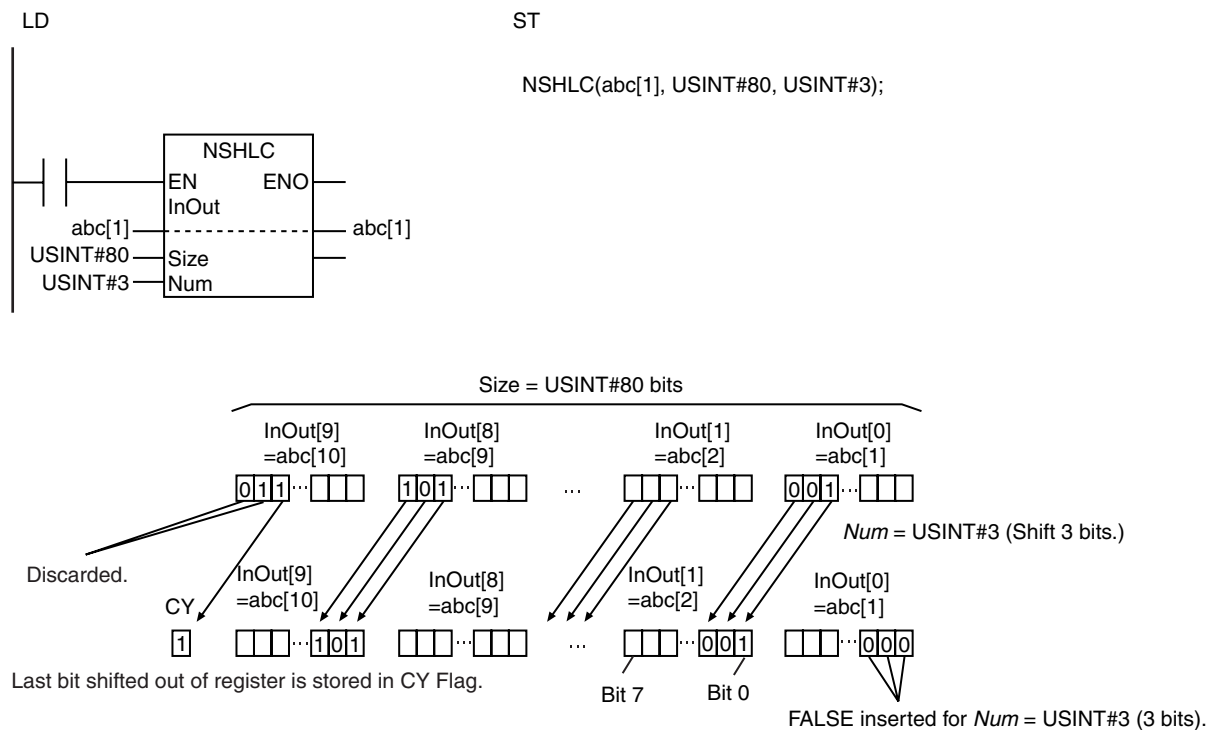 LD
ST
NSHLC(abc[1], USINT#80, USINT#3);
NSHLC
EN ENO
InOut
abc[1] abc[1]
USINT#80 Size
USINT#3 Num
Size = USINT#80 bits
InOut[9] InOut[8] InOut[1] InOut[0]
=abc[10] =abc[9] =abc[2] =abc[1]
0 1 1 ... 1 0 1 ... ... ... 0 0 1 ...
Num = USINT#3 (Shift 3 bits.)
Discarded.
InOut[9] InOut[8] InOut[1] InOut[0]
CY =abc[10] =abc[9] =abc[2] =abc[1]
1 ... 1 0 1 ... ... ... 0 0 1 ... 0 0 0
Last bit shifted out of register is stored in CY Flag.
Bit 7 Bit 0
FALSE inserted for Num = USINT#3 (3 bits).